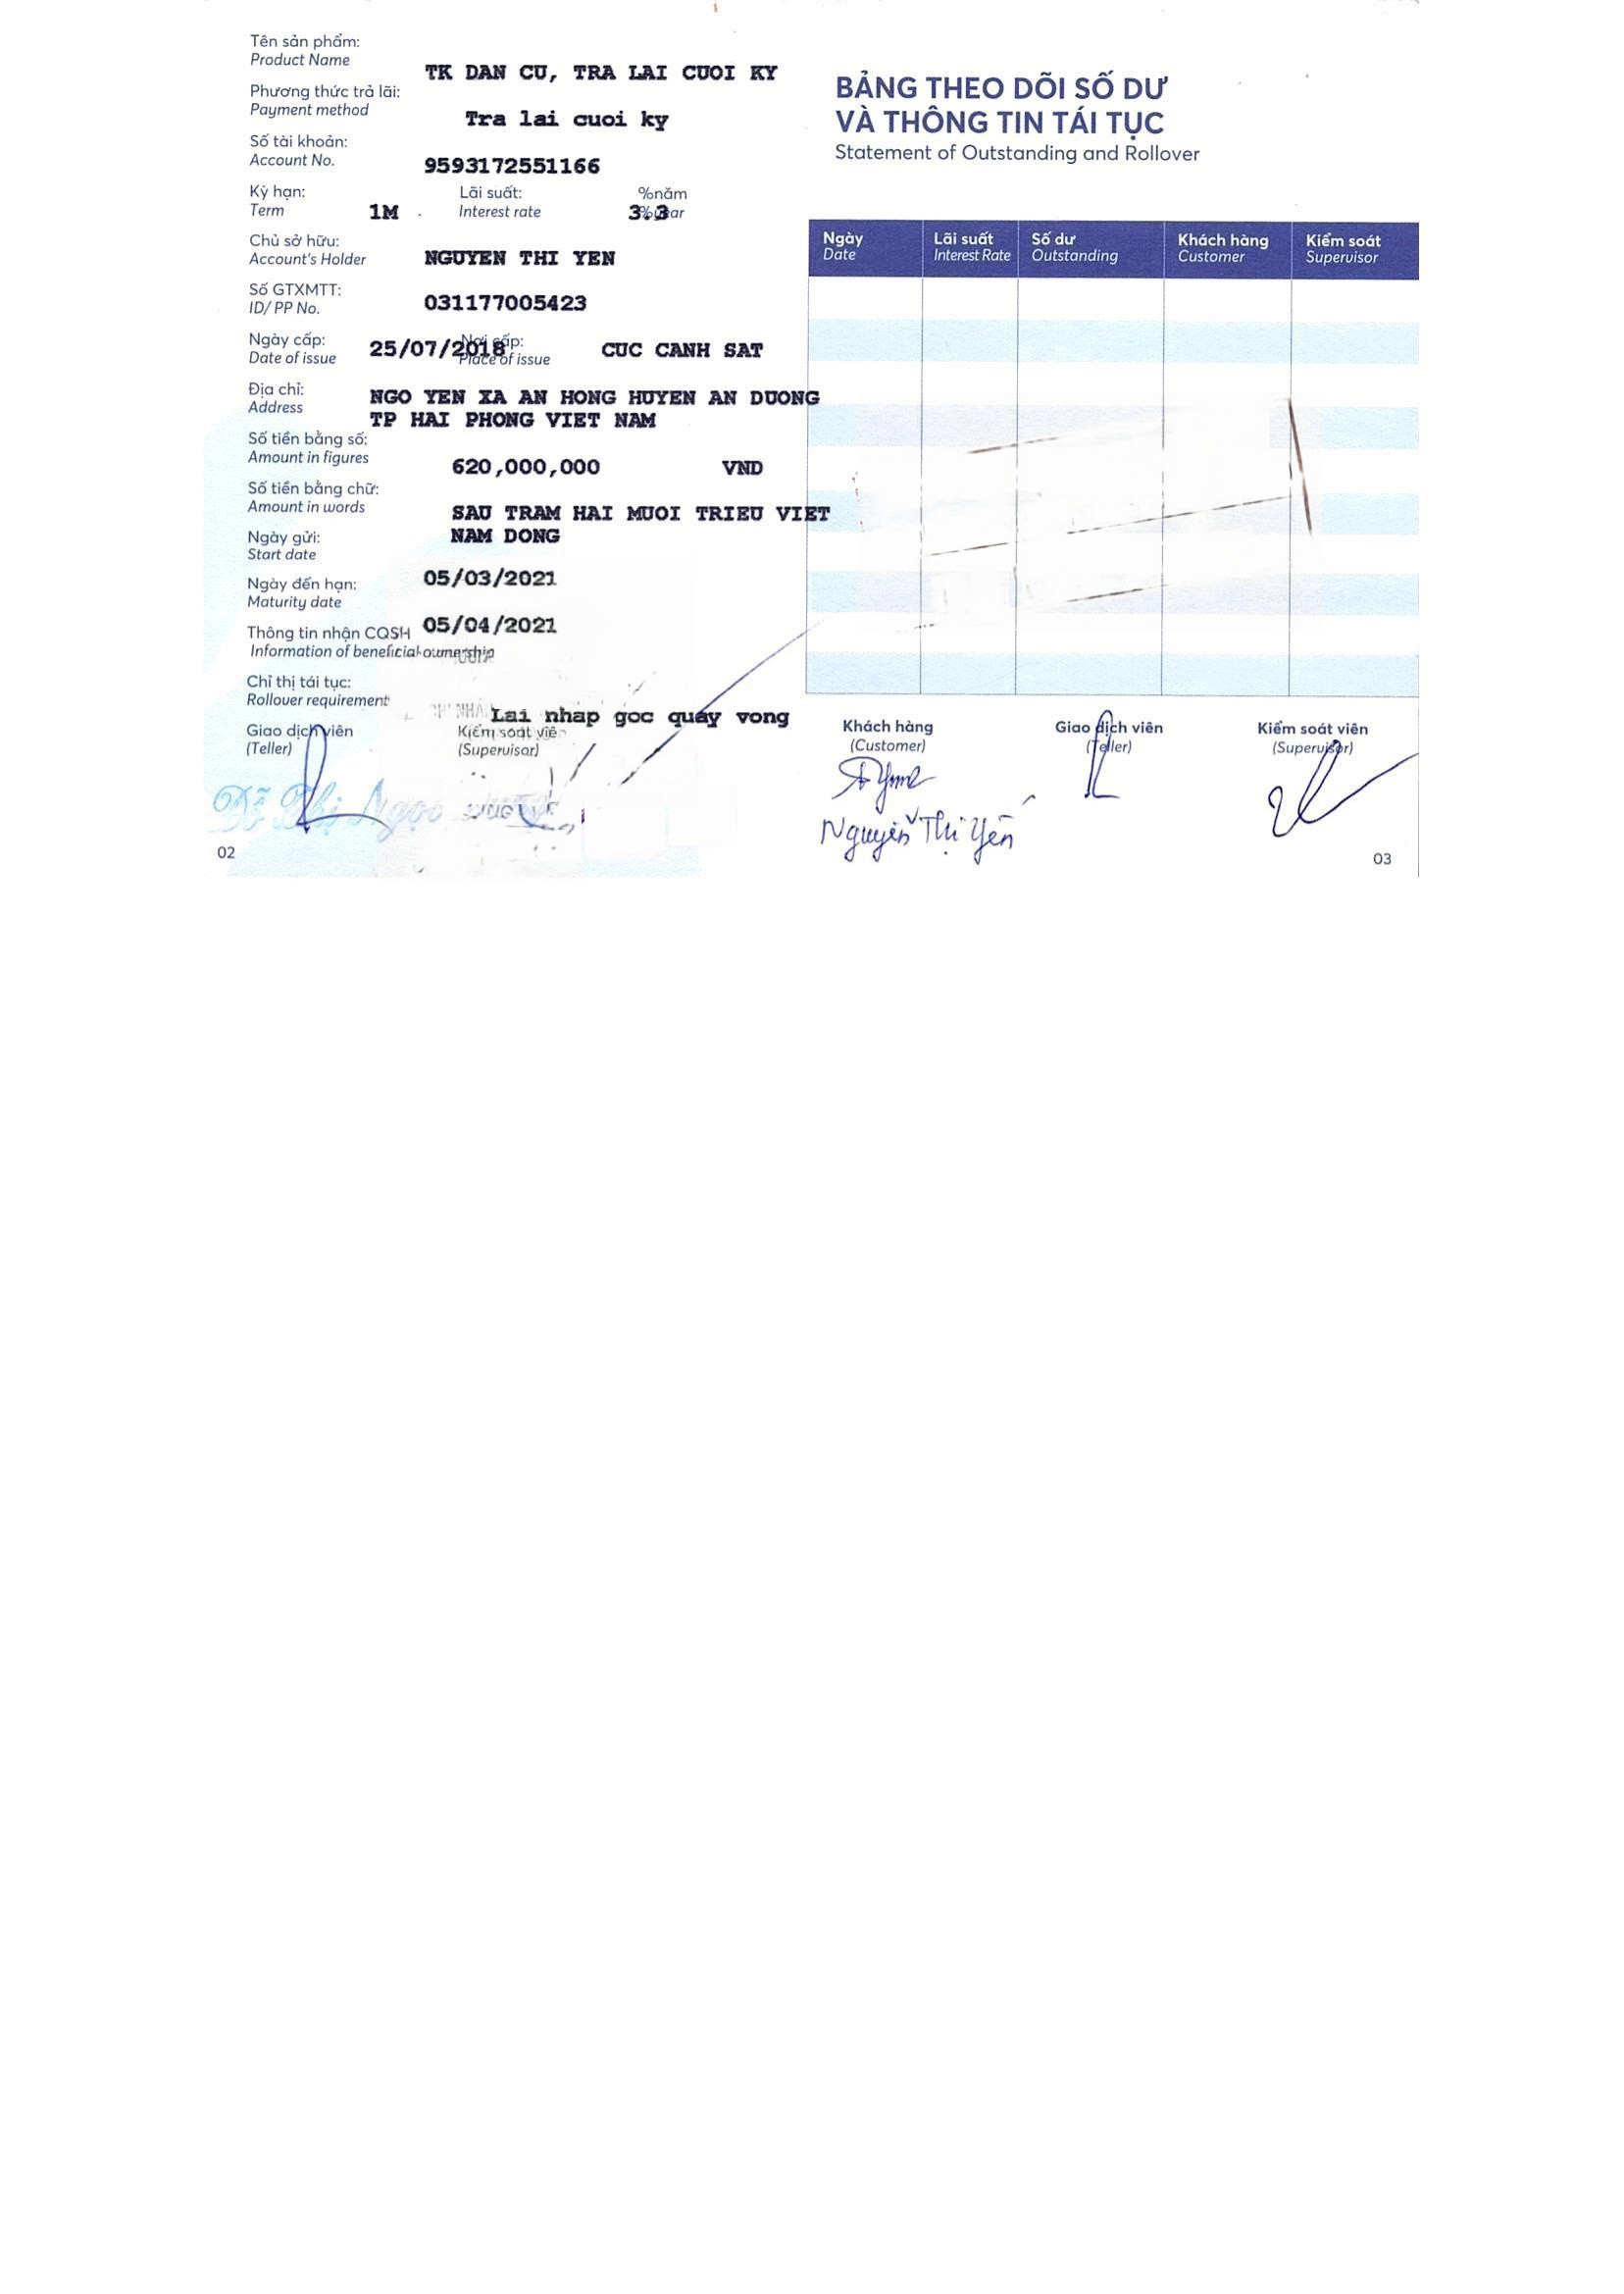 Tên sản phẩm:
Product Name
TK DAN CU, TRA LAI CUOI KY
Phương thức trả lãi:
Payment method
Tra lai cuoi ky
Số tài khoản:
Account No.
9593172551166
Kỳ hạn:
Term
1M
Lãi suất:
Interest rate
%năm
3.3
Chủ sở hữu:
Account's Holder
NGUYEN THI YEN
Số GTXMTT:
ID/ PP No.
031177005423
Ngày cấp:
Date of issue
25/07/2018
Nơi cấp:
Place of issue
CUC CANH SAT
Địa chỉ:
Address
NGO YEN XA AN HONG HUYEN AN DUONG
TP HAI PHONG VIET NAM
Số tiền bằng số:
Amount in figures
620,000,000 VND
Số tiền bằng chữ:
Amount in words
SAU TRAM HAI MUOI TRIEU VIET
NAM DONG
Ngày gửi:
Start date
05/03/2021
Ngày đến hạn:
Maturity date
05/04/2021
Thông tin nhận CQSH
Information of beneficial ownership
Chỉ thị tái tục:
Rollover requirement
Lai nhap goc quay vong
Giao dịch viên
(Teller)
Kiểm soát viên
(Supervisor)
Đỗ Thị Ngọc
02
BẢNG THEO DÕI SỐ DƯ
VÀ THÔNG TIN TÁI TỤC
Statement of Outstanding and Rollover
Ngày Lãi suất Số dư Khách hàng Kiểm soát
Date Interest Rate Outstanding Customer Supervisor
Khách hàng Giao dịch viên Kiểm soát viên
(Customer) (Teller) (Supervisor)
Nguyễn Thị Yến
03